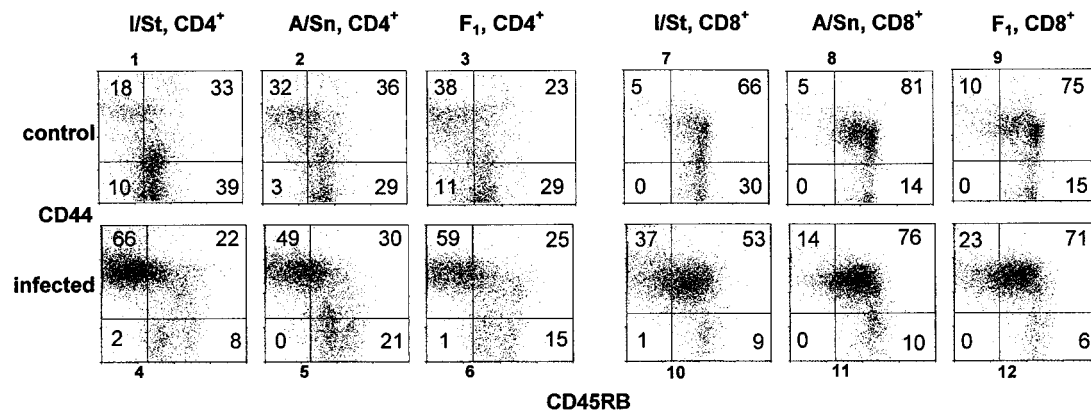 I/St, CD4⁺ A/Sn, CD4⁺ F₁, CD4⁺ I/St, CD8⁺ A/Sn, CD8⁺ F₁, CD8⁺
1 2 3 7 8 9
18 33 32 36 38 23 5 66 5 81 10 75
control
10 39 3 29 11 29 0 30 0 14 0 15
CD44
66 22 49 30 59 25 37 53 14 76 23 71
infected
2 8 0 21 1 15 1 9 0 10 0 6
4 5 6 10 11 12
CD45RB